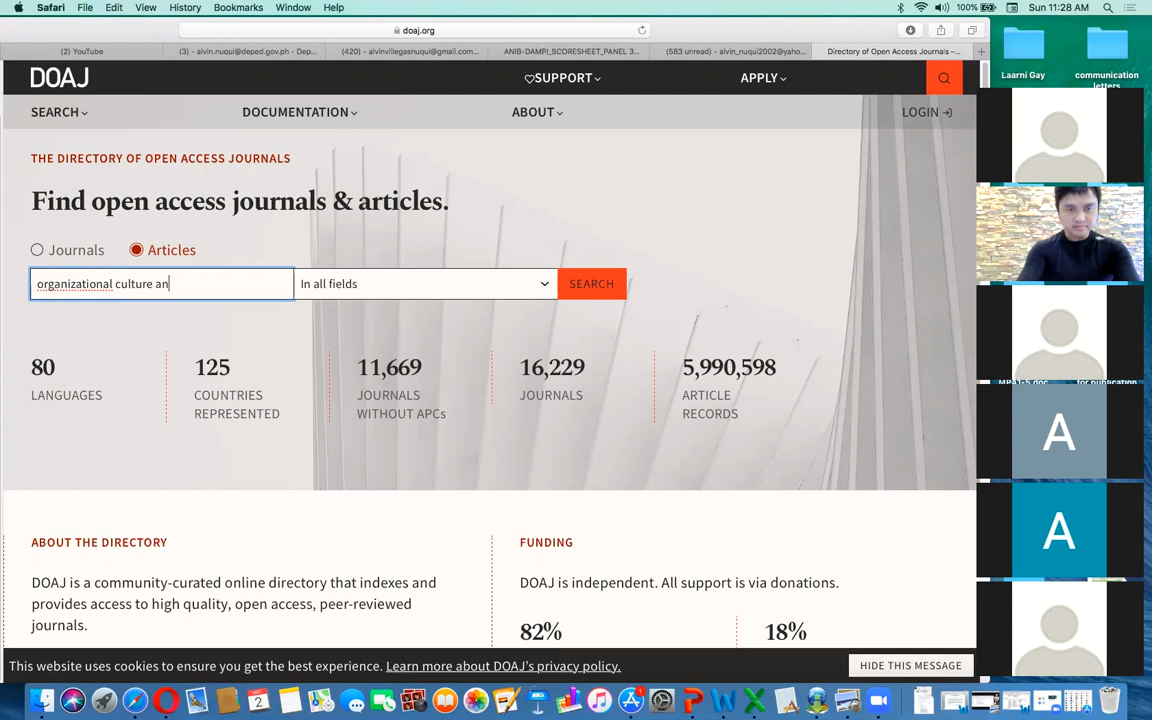 Safari File Edit View History Bookmarks Window Help
100% Sun 11:28 AM
doaj.org
(2) YouTube
(3) - alvin.nuqui@deped.gov.ph - Dep...
(420) - alvinvillegasnuqui@gmail.com...
ANIB-DAMPI_SCORESHEET_PANEL 3...
(583 unread) - alvin_nuqui2002@yaho...
Directory of Open Access Journals –...
DOAJ
SUPPORT
APPLY
SEARCH
DOCUMENTATION
ABOUT
LOGIN
THE DIRECTORY OF OPEN ACCESS JOURNALS
Find open access journals & articles.
Journals
Articles
organizational culture an
In all fields
SEARCH
80
LANGUAGES
125
COUNTRIES
REPRESENTED
11,669
JOURNALS
WITHOUT APCs
16,229
JOURNALS
5,990,598
ARTICLE
RECORDS
ABOUT THE DIRECTORY
DOAJ is a community-curated online directory that indexes and
provides access to high quality, open access, peer-reviewed
journals.
FUNDING
DOAJ is independent. All support is via donations.
82%
18%
This website uses cookies to ensure you get the best experience. Learn more about DOAJ's privacy policy.
HIDE THIS MESSAGE
Laarni Gay
communication
letters
for publication
A
A